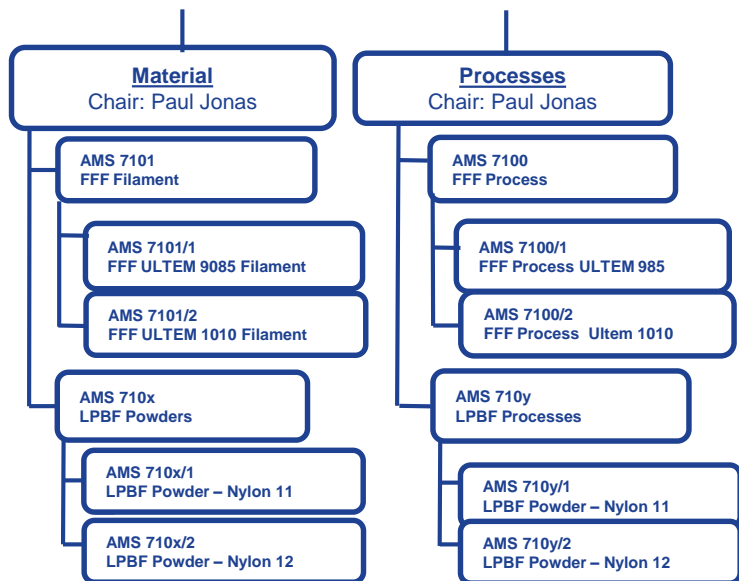 Material
Chair: Paul Jonas
AMS 7101
FFF Filament
AMS 7101/1
FFF ULTEM 9085 Filament
AMS 7101/2
FFF ULTEM 1010 Filament
AMS 710x
LPBF Powders
AMS 710x/1
LPBF Powder – Nylon 11
AMS 710x/2
LPBF Powder – Nylon 12
Processes
Chair: Paul Jonas
AMS 7100
FFF Process
AMS 7100/1
FFF Process ULTEM 985
AMS 7100/2
FFF Process Ultem 1010
AMS 710y
LPBF Processes
AMS 710y/1
LPBF Powder – Nylon 11
AMS 710y/2
LPBF Powder – Nylon 12